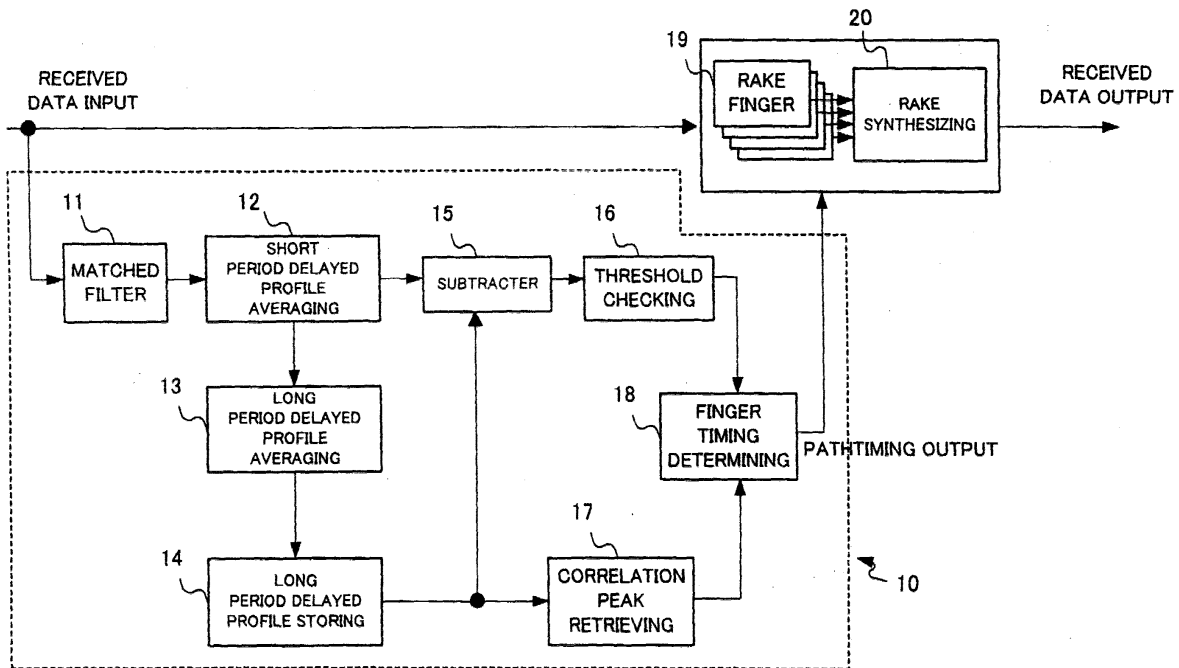 20
19
RECEIVED
DATA INPUT
RAKE
FINGER
RAKE
SYNTHESIZING
RECEIVED
DATA OUTPUT
11
MATCHED
FILTER
12
SHORT
PERIOD DELAYED
PROFILE
AVERAGING
15
SUBTRACTER
16
THRESHOLD
CHECKING
13
LONG
PERIOD DELAYED
PROFILE
AVERAGING
18
FINGER
TIMING
DETERMINING
PATHTIMING OUTPUT
14
LONG
PERIOD DELAYED
PROFILE STORING
17
CORRELATION
PEAK
RETRIEVING
10